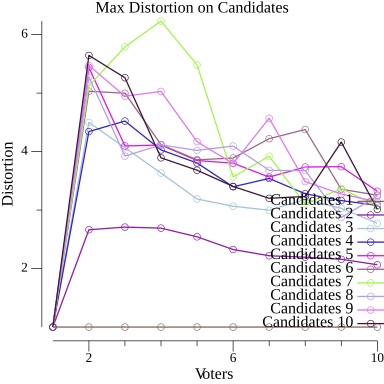 Max Distortion on Candidates
6
4
2
Distortion
Candidates 1
Candidates 2
Candidates 3
Candidates 4
Candidates 5
Candidates 6
Candidates 7
Candidates 8
Candidates 9
Candidates 10
2
6
10
Voters